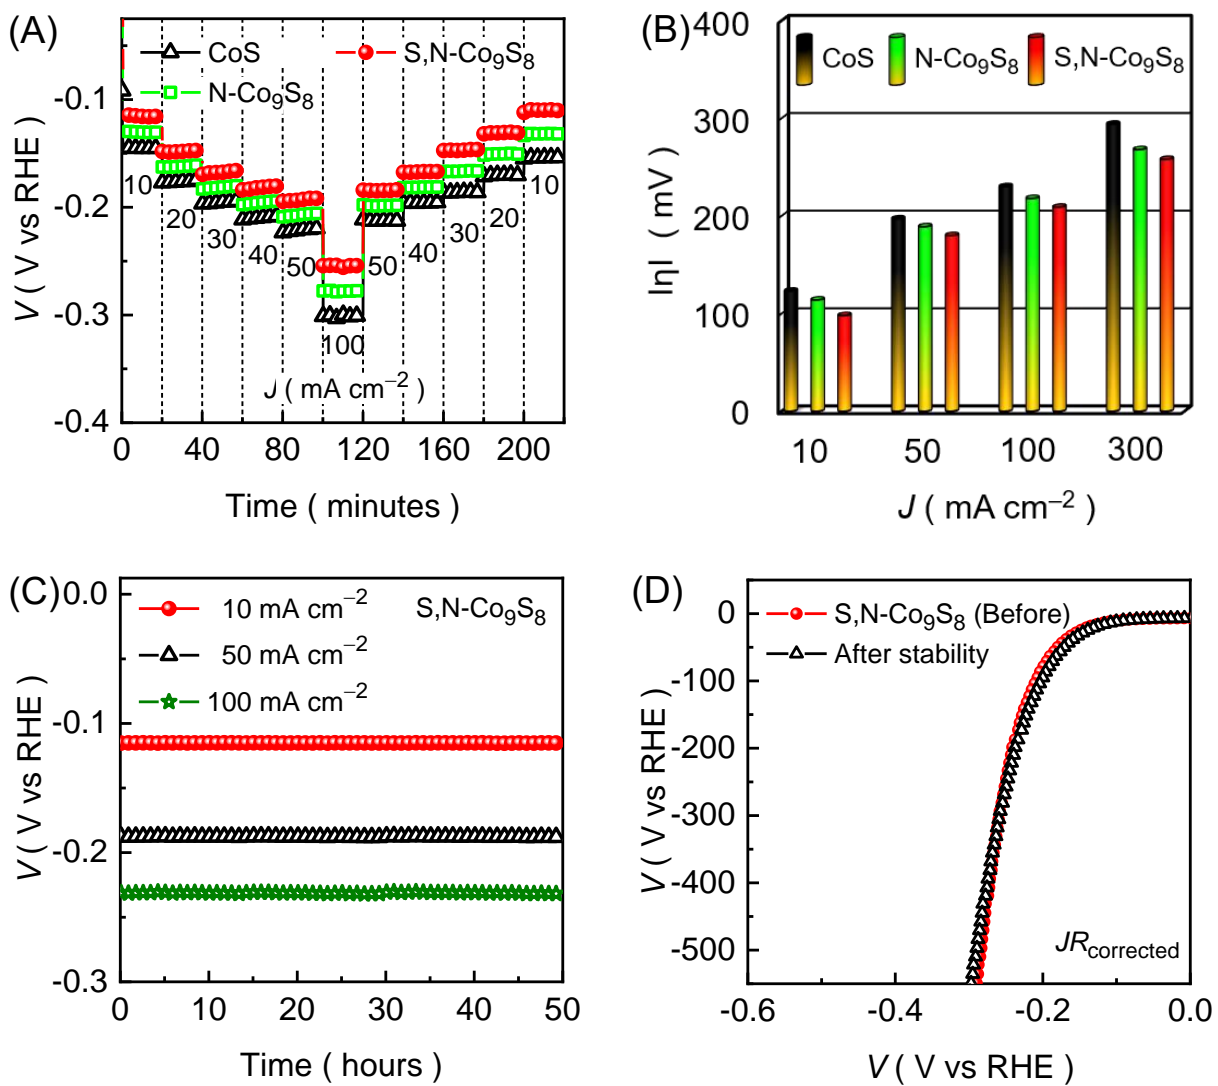 (A)
CoS
S,N-Co₉S₈
N-Co₉S₈
-0.1
-0.2
-0.3
-0.4
V ( V vs RHE )
10
20
30
40
50
100
50
40
30
20
10
J ( mA cm⁻²)
0 40 80 120 160 200
Time ( minutes )
(B)
CoS
N-Co₉S₈
S,N-Co₉S₈
400
300
200
100
0
IηI ( mV )
10 50 100 300
J ( mA cm⁻²)
(C)
10 mA cm⁻²
S,N-Co₉S₈
50 mA cm⁻²
100 mA cm⁻²
0.0
-0.1
-0.2
-0.3
V ( V vs RHE )
0 10 20 30 40 50
Time ( hours )
(D)
S,N-Co₉S₈ (Before)
After stability
0
-100
-200
-300
-400
-500
V ( V vs RHE )
JRcorrected
-0.6 -0.4 -0.2 0.0
V ( V vs RHE )